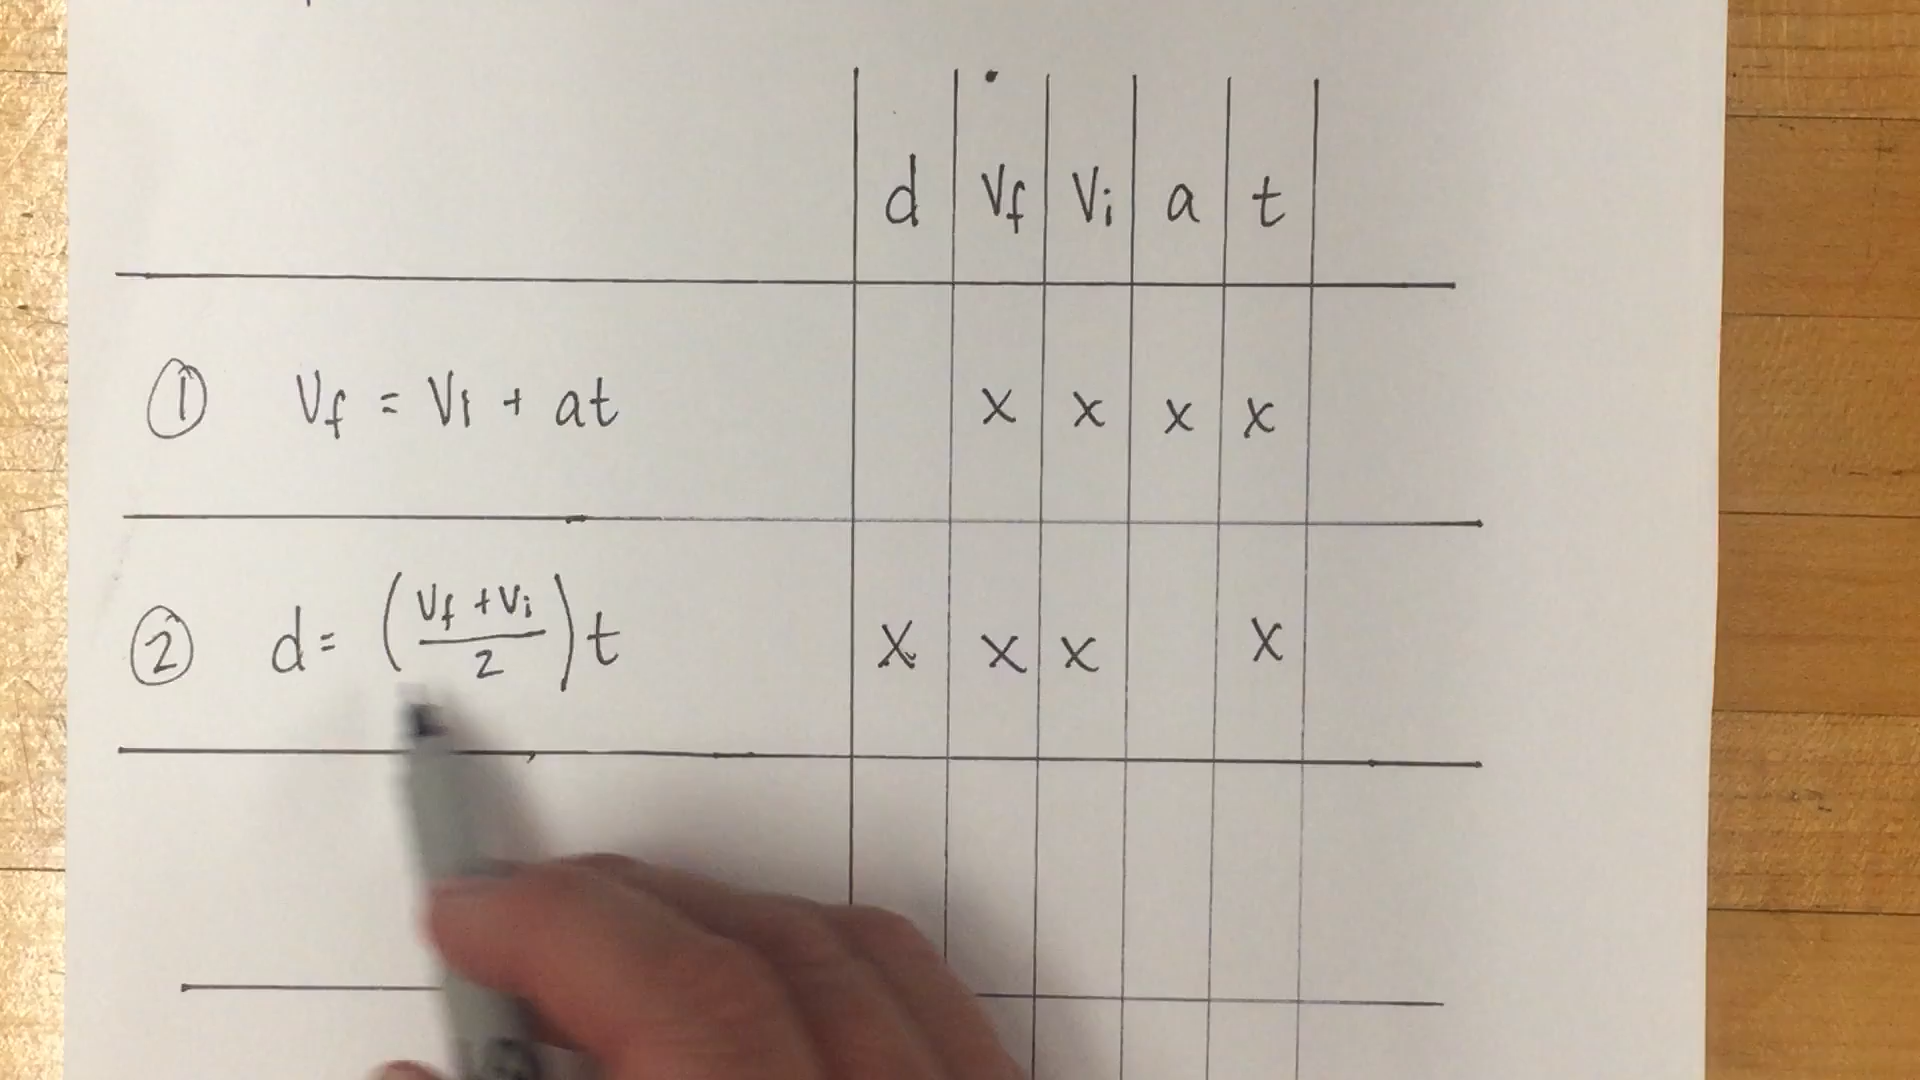 d Vf Vi a t
① Vf = Vi + at x x x x
② d = (Vf + Vi / 2) t x x x x